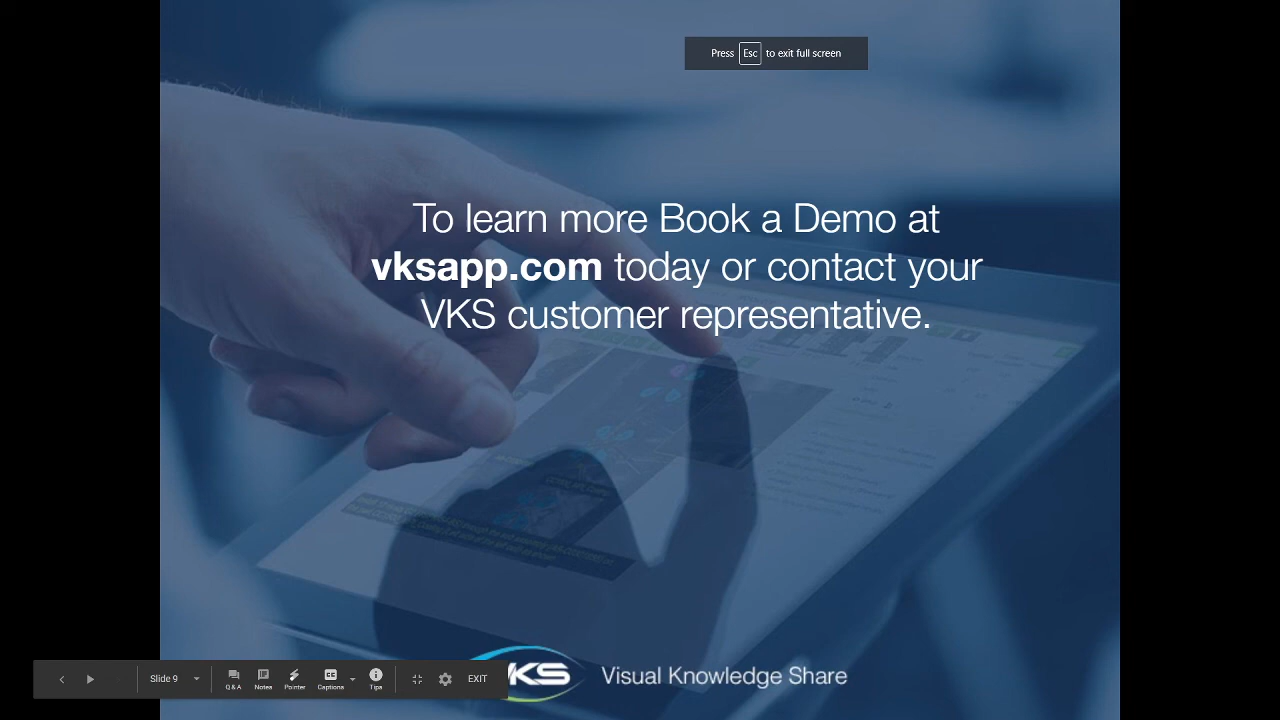 Press Esc to exit full screen
To learn more Book a Demo at
vksapp.com today or contact your
VKS customer representative.
Slide 9
Q & A
Notes
Pointer
Captions
Tips
EXIT
KS Visual Knowledge Share